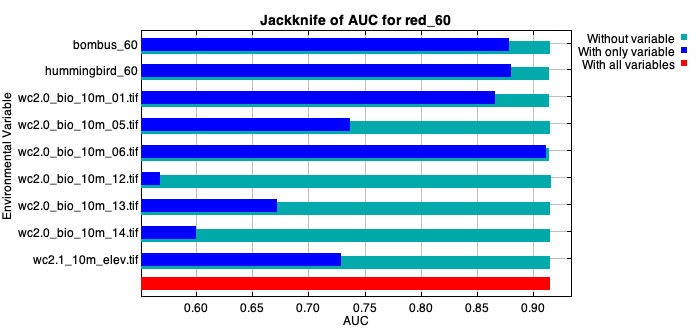 Jackknife of AUC for red_60
Without variable
With only variable
With all variables
Environmental Variable
bombus_60
hummingbird_60
wc2.0_bio_10m_01.tif
wc2.0_bio_10m_05.tif
wc2.0_bio_10m_06.tif
wc2.0_bio_10m_12.tif
wc2.0_bio_10m_13.tif
wc2.0_bio_10m_14.tif
wc2.1_10m_elev.tif
0.60 0.65 0.70 0.75 0.80 0.85 0.90
AUC